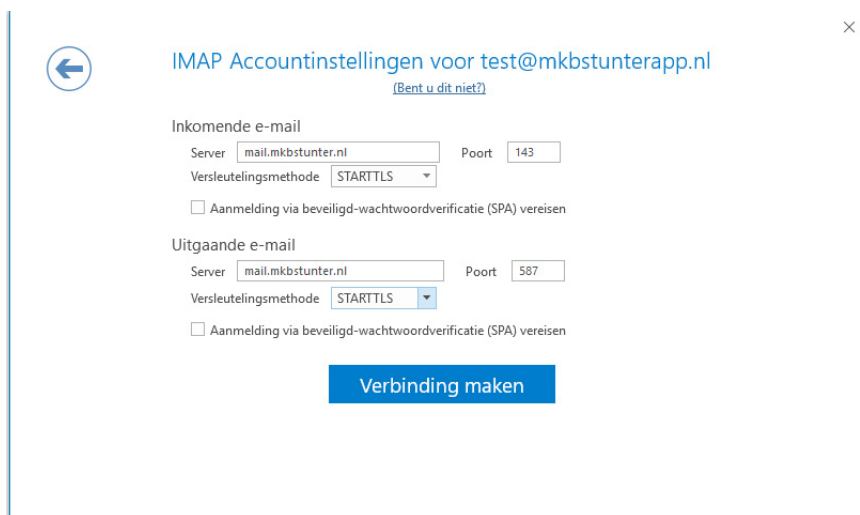 IMAP Accountinstellingen voor test@mkbstunterapp.nl
(Bent u dit niet?)
Inkomende e-mail
Server mail.mkbstunter.nl Poort 143
Versleutelingsmethode STARTTLS
Aanmelding via beveiligd-wachtwoordverificatie (SPA) vereisen
Uitgaande e-mail
Server mail.mkbstunter.nl Poort 587
Versleutelingsmethode STARTTLS
Aanmelding via beveiligd-wachtwoordverificatie (SPA) vereisen
Verbinding maken